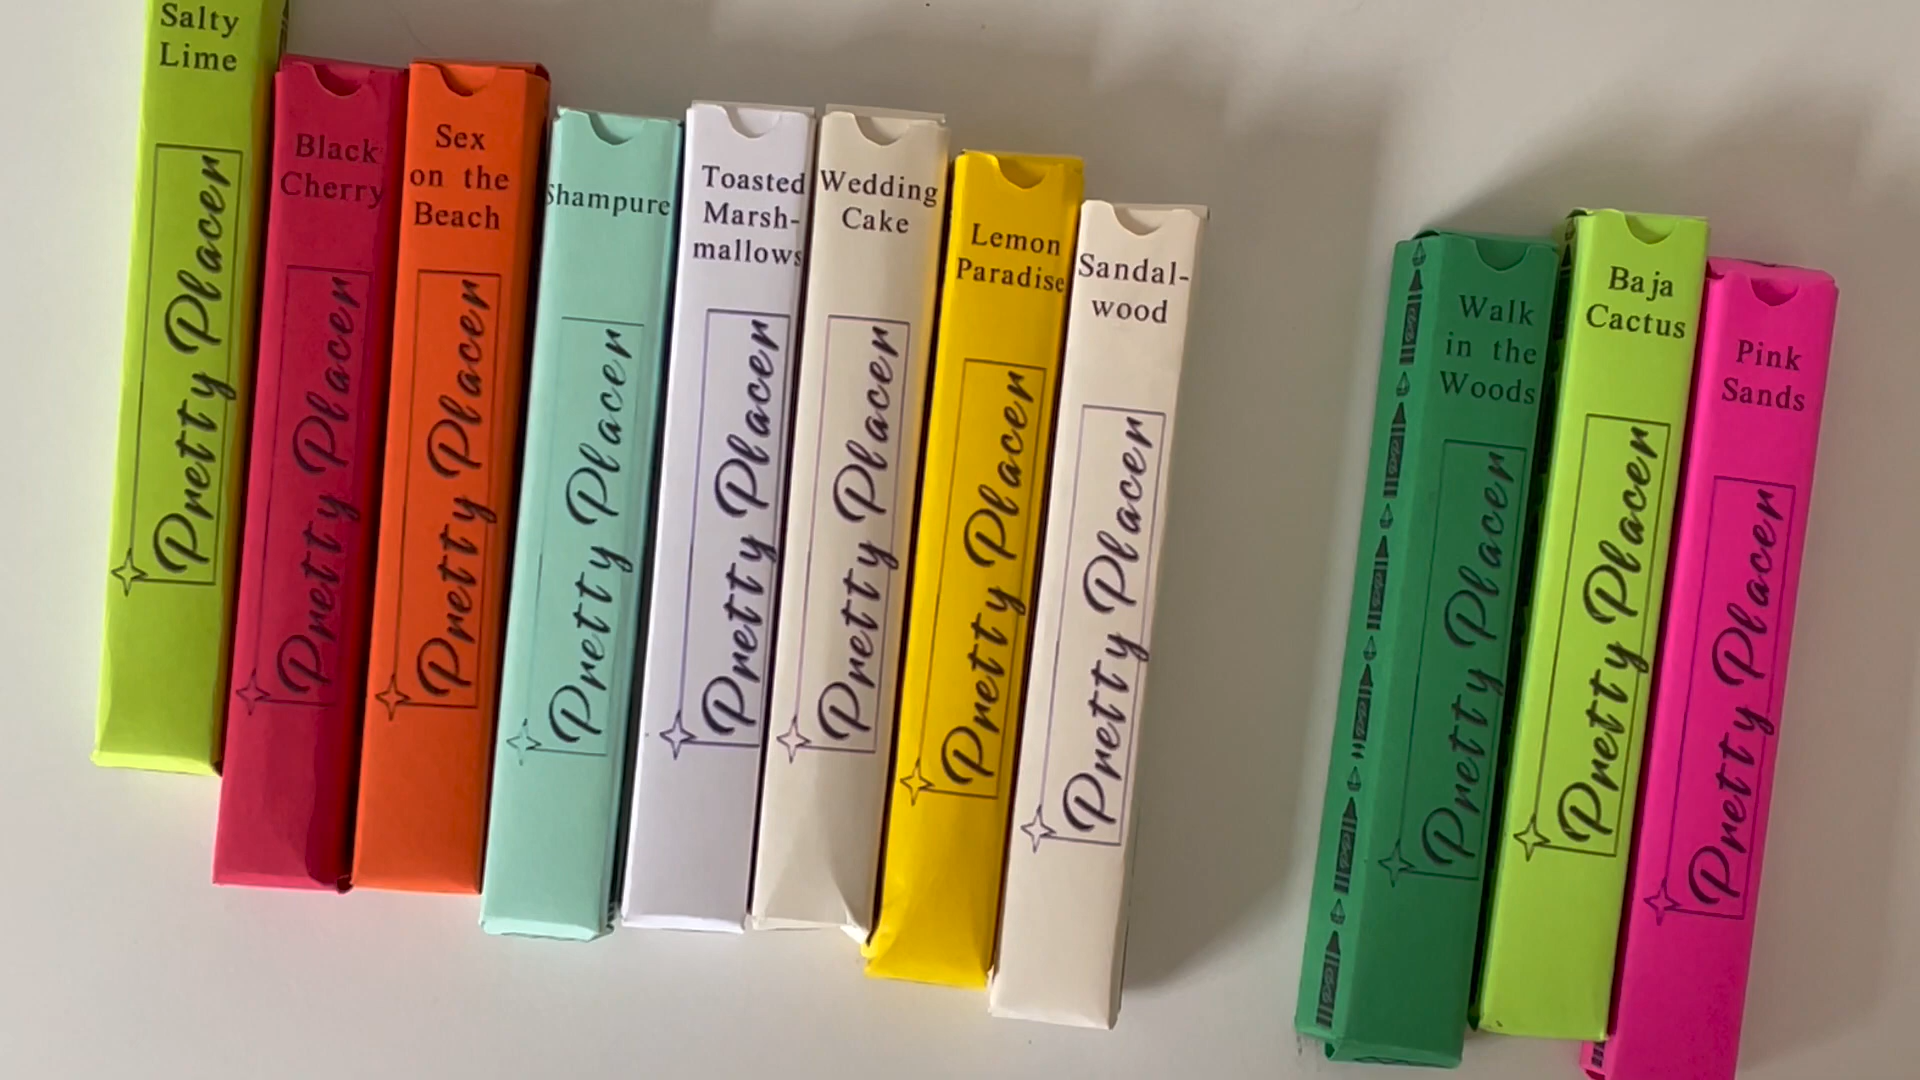 Salty
Lime
Pretty Placer
Black
Cherry
Pretty Placer
Sex
on the
Beach
Pretty Placer
Shampure
Pretty Placer
Toasted
Marsh-
mallows
Pretty Placer
Wedding
Cake
Pretty Placer
Lemon
Paradise
Pretty Placer
Sandal-
wood
Pretty Placer
Walk
in the
Woods
Pretty Placer
Baja
Cactus
Pretty Placer
Pink
Sands
Pretty Placer